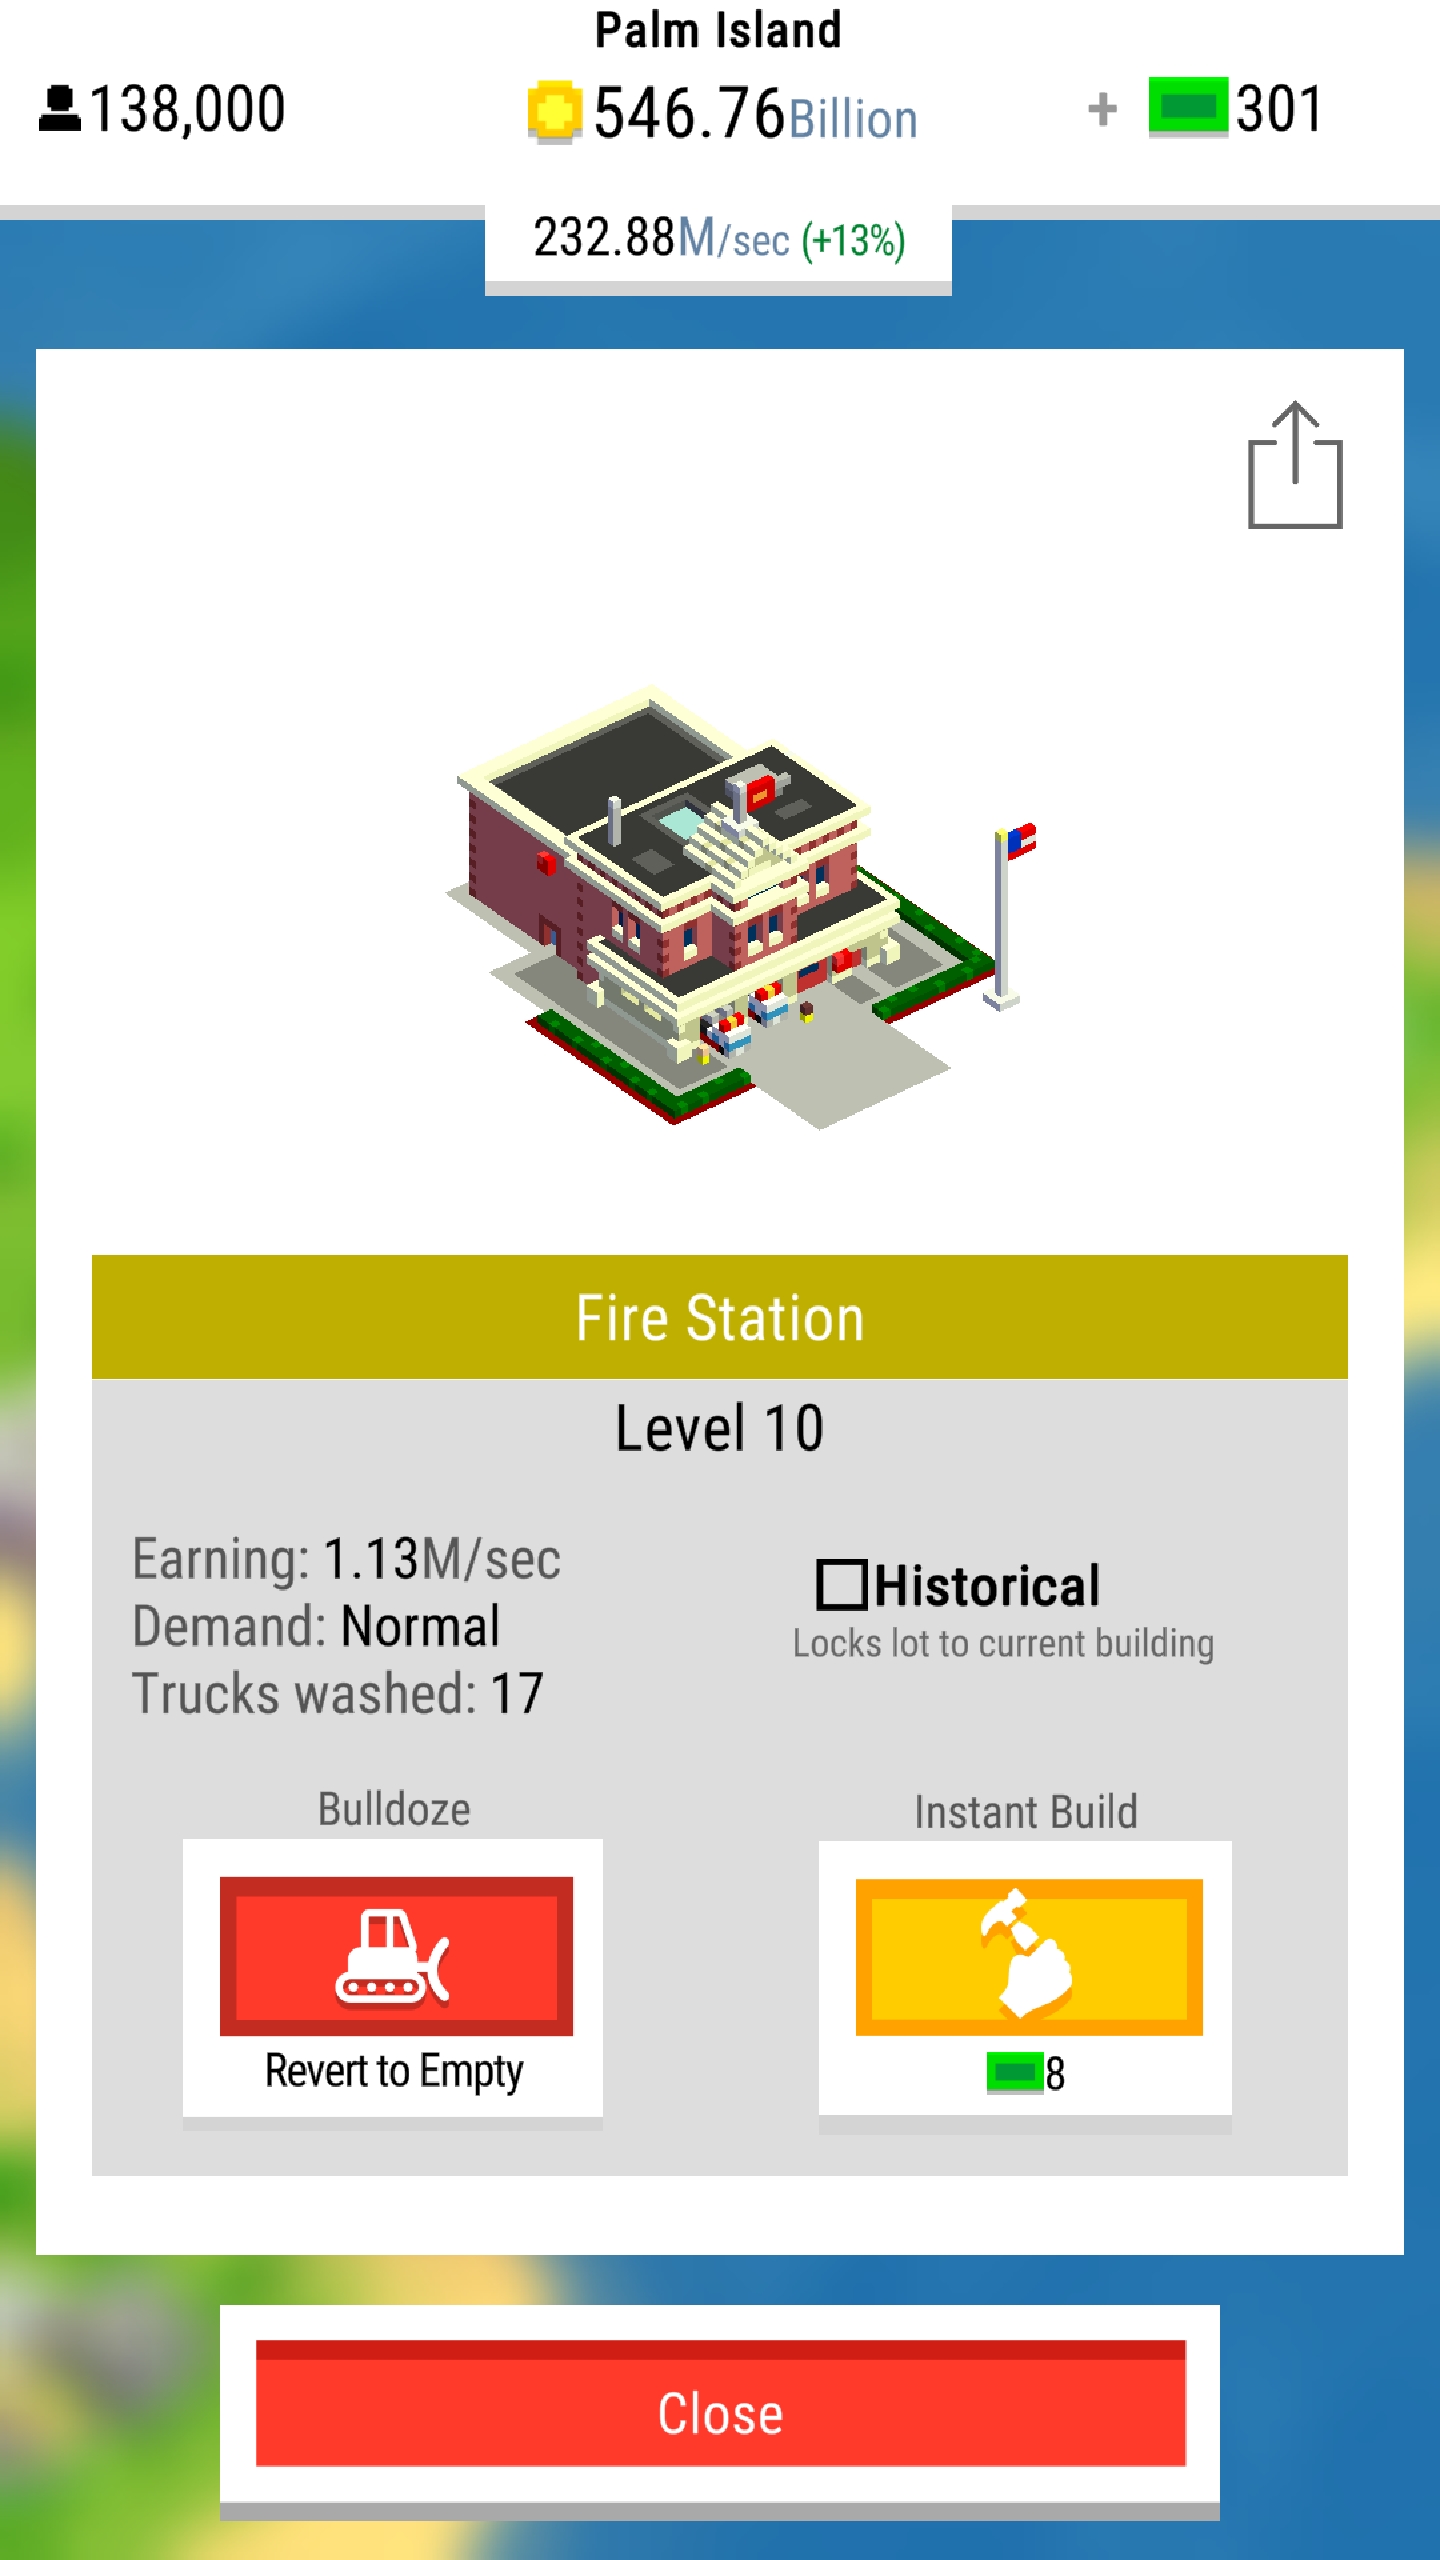 Palm Island
138,000
546.76Billion
+ 301
232.88M/sec (+13%)
Fire Station
Level 10
Earning: 1.13M/sec
Demand: Normal
Trucks washed: 17
Historical
Locks lot to current building
Bulldoze
Revert to Empty
Instant Build
8
Close